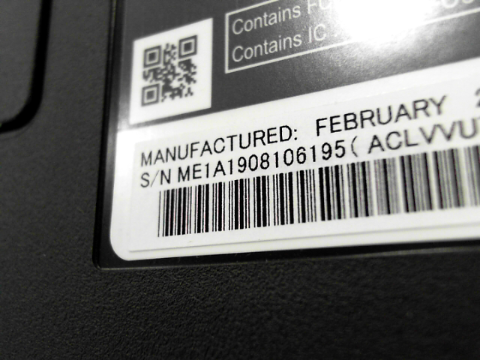 Contains
Contains IC
MANUFACTURED: FEBRUARY
S/N ME1A1908106195( ACLVVU